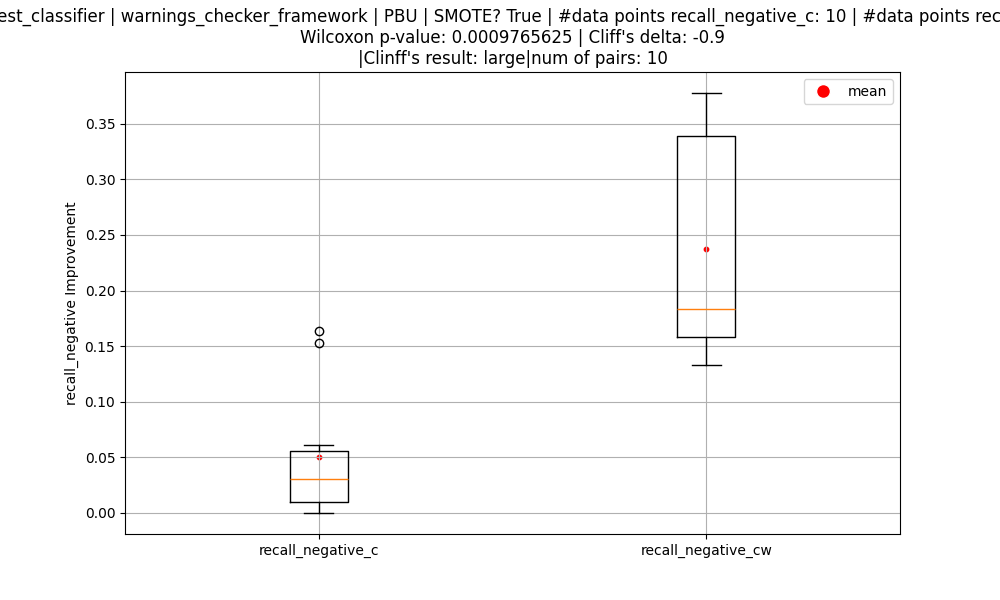 est_classifier | warnings_checker_framework | PBU | SMOTE? True | #data points recall_negative_c: 10 | #data points rec
Wilcoxon p-value: 0.0009765625 | Cliff's delta: -0.9
|Clinff's result: large|num of pairs: 10
mean
0.35
0.30
0.25
0.20
0.15
0.10
0.05
0.00
recall_negative Improvement
recall_negative_c
recall_negative_cw